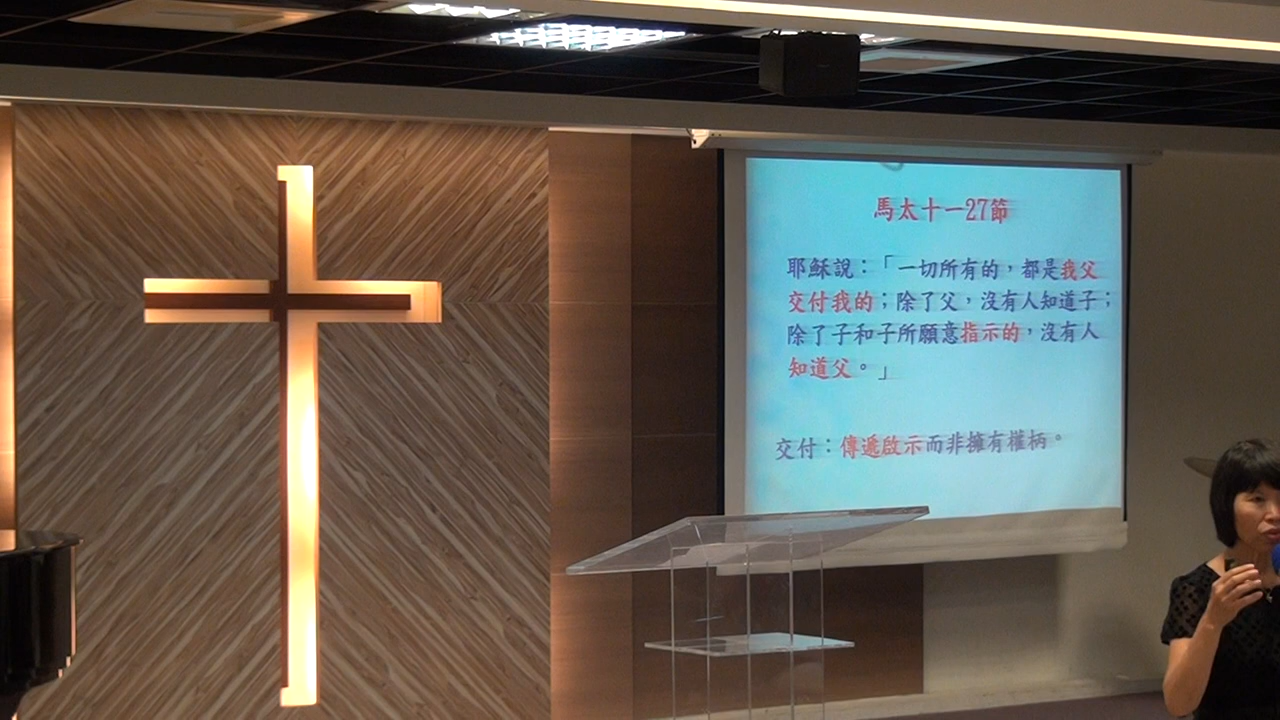 馬太十一27節
耶穌說：「一切所有的，都是我父
交付我的；除了父，沒有人知道子；
除了子和子所願意指示的，沒有人
知道父。」
交付：傳遞啟示而非擁有權柄。